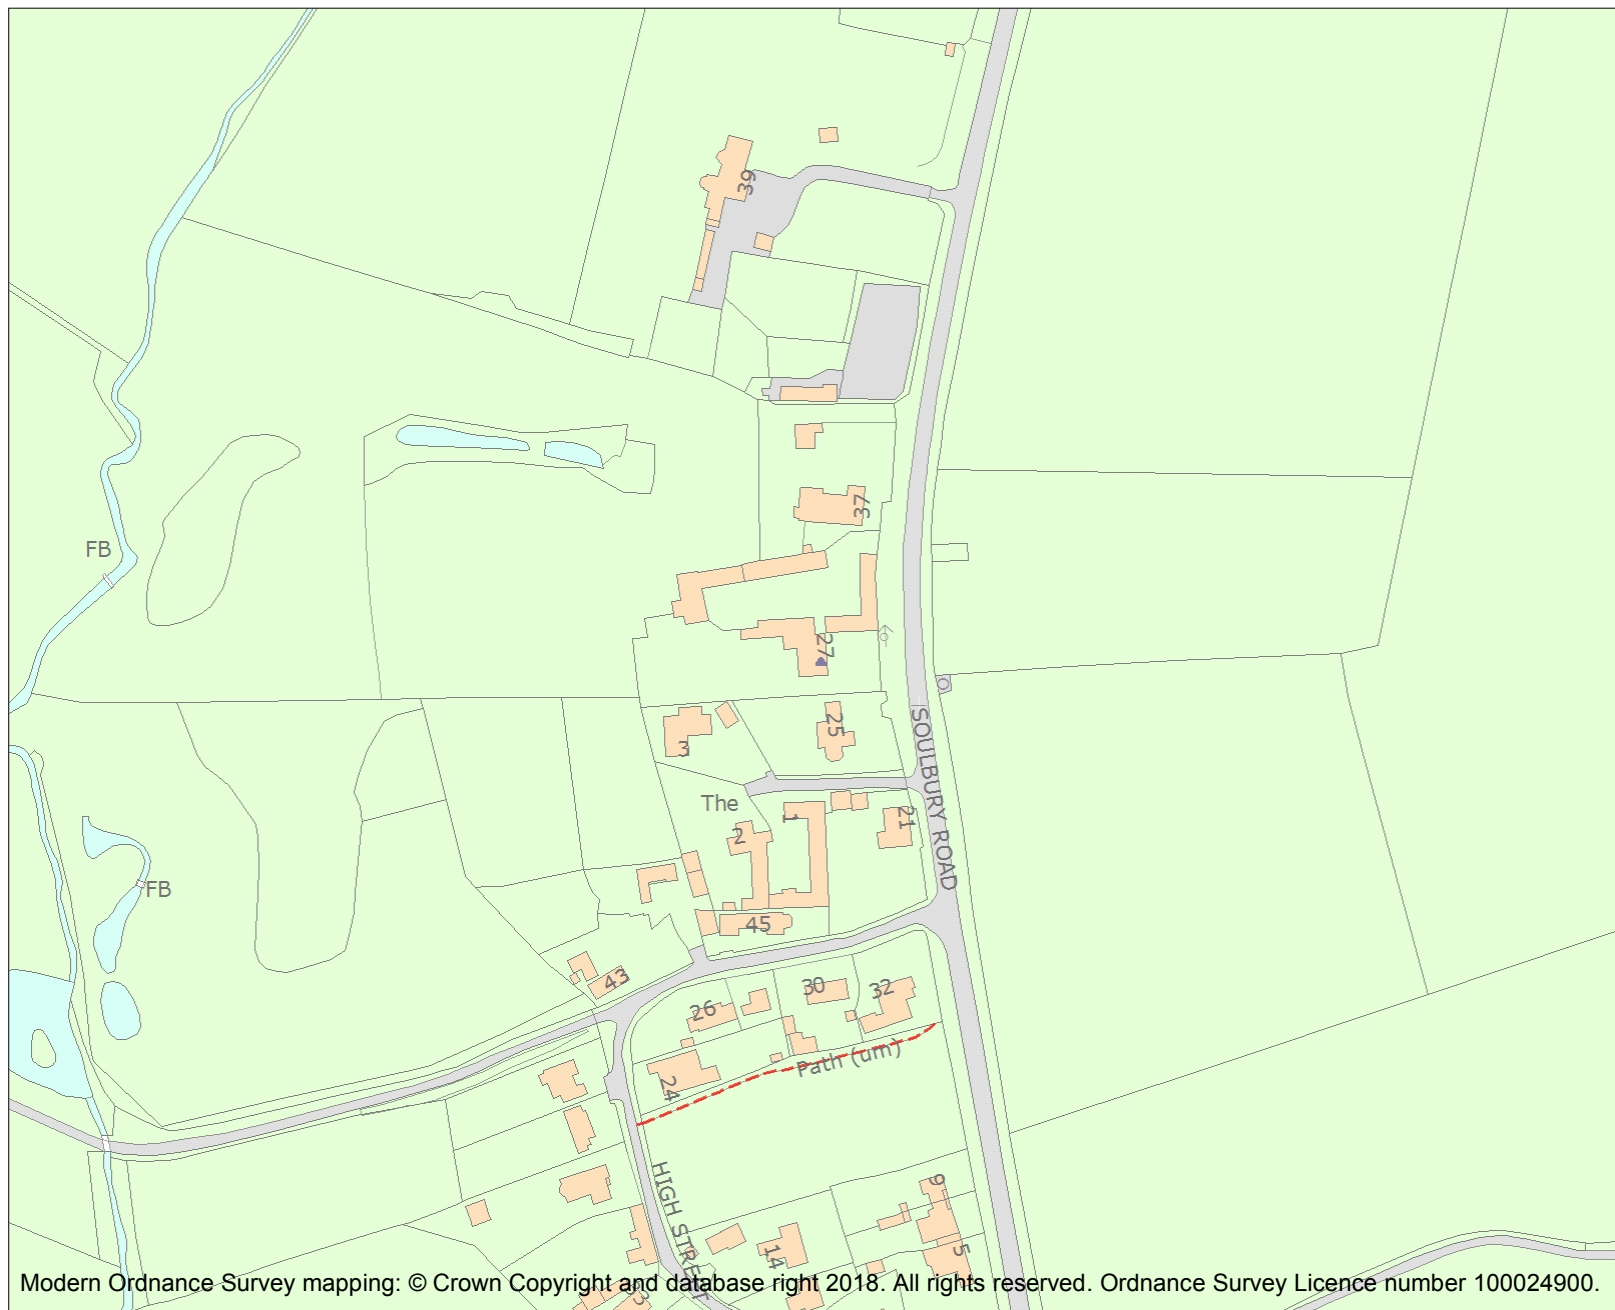 39
37
FB
27
25
SOULBURY ROAD
3
The
1
21
2
FB
45
43
30
32
26
Path (um)
24
HIGH STREET
9
14
5
Modern Ordnance Survey mapping: © Crown Copyright and database right 2018. All rights reserved. Ordnance Survey Licence number 100024900.